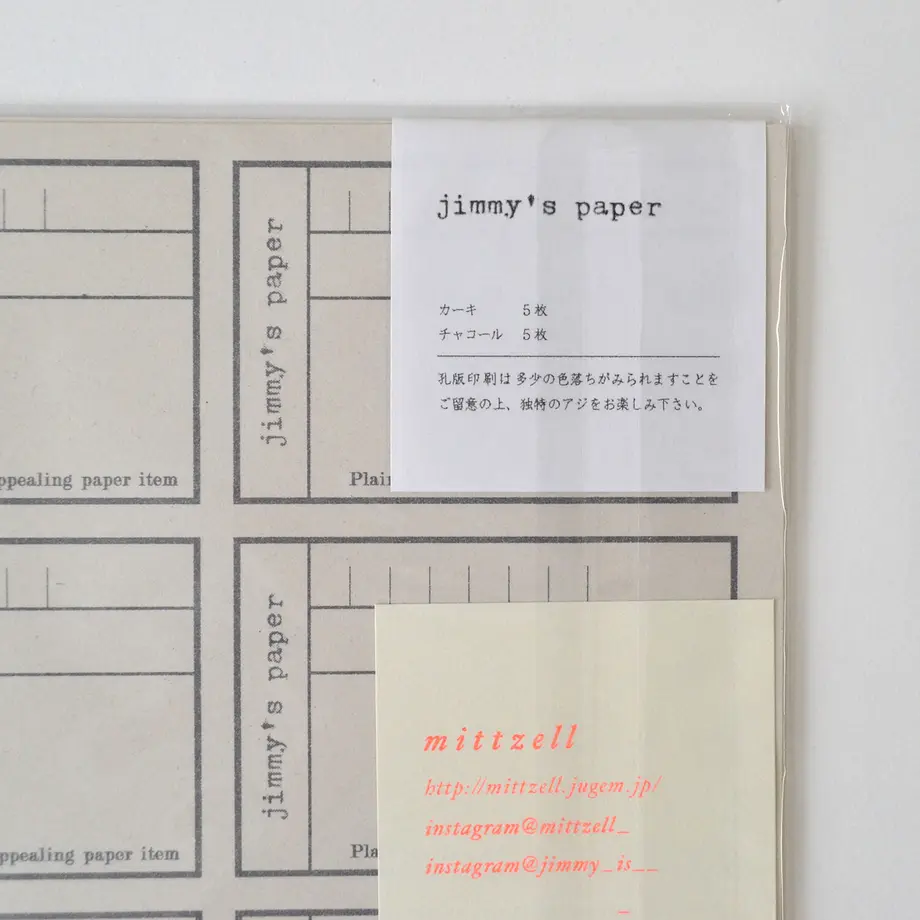 jimmy's paper
カーキ 5枚
チャコール 5枚
孔版印刷は多少の色落ちがみられますことを
ご留意の上、独特のアジをお楽しみ下さい。
jimmy's paper
ppealing paper item
Plai
jimmy's paper
ppealing paper item
Pla
mittzell
http://mittzell.jugem.jp/
instagram@mittzell_
instagram@jimmy_is__
_